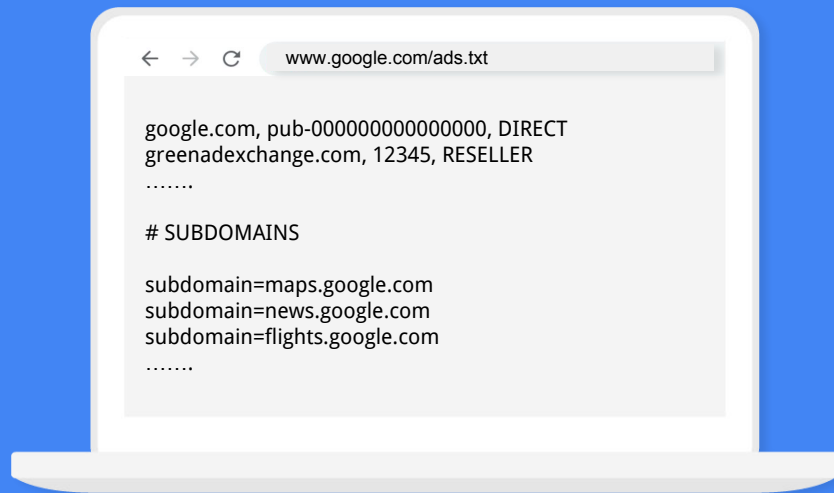 www.google.com/ads.txt
google.com, pub-000000000000000, DIRECT
greenadexchange.com, 12345, RESELLER
…….
# SUBDOMAINS
subdomain=maps.google.com
subdomain=news.google.com
subdomain=flights.google.com
…….